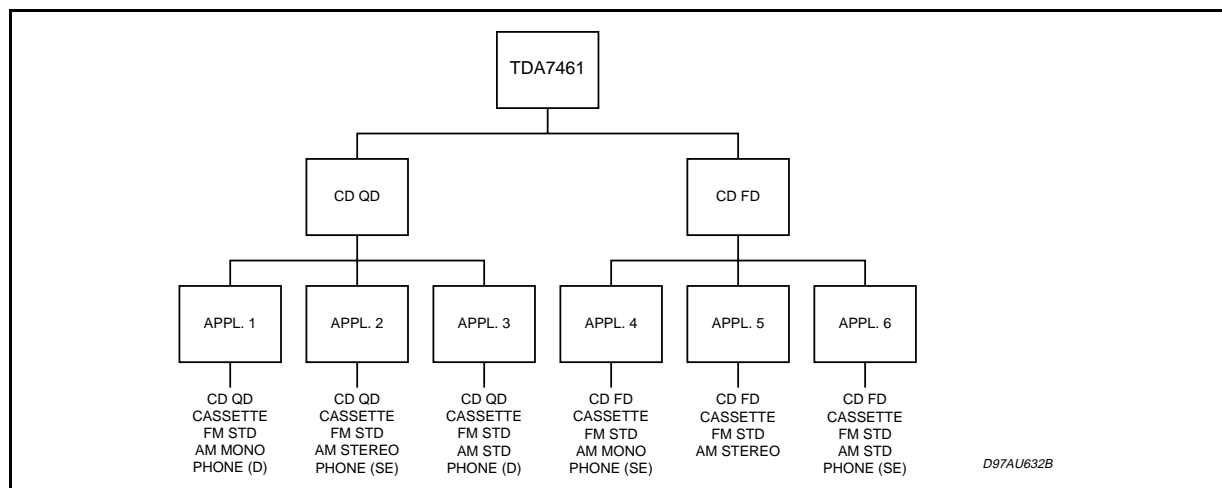 TDA7461
CD QD
CD FD
APPL. 1
APPL. 2
APPL. 3
APPL. 4
APPL. 5
APPL. 6
CD QD
CASSETTE
FM STD
AM MONO
PHONE (D)
CD QD
CASSETTE
FM STD
AM STEREO
PHONE (SE)
CD QD
CASSETTE
FM STD
AM STD
PHONE (D)
CD FD
CASSETTE
FM STD
AM MONO
PHONE (SE)
CD FD
CASSETTE
FM STD
AM STEREO
CD FD
CASSETTE
FM STD
AM STD
PHONE (SE)
D97AU632B